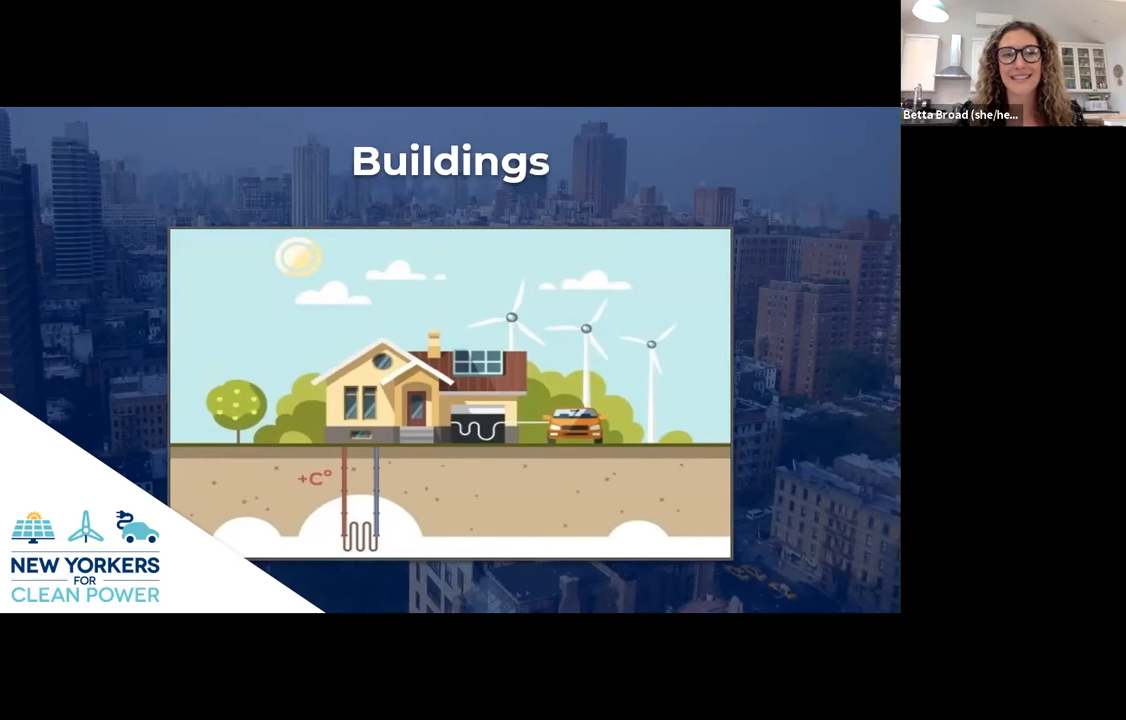 Betta Broad (she/he...
Buildings
+C°
NEW YORKERS
FOR
CLEAN POWER